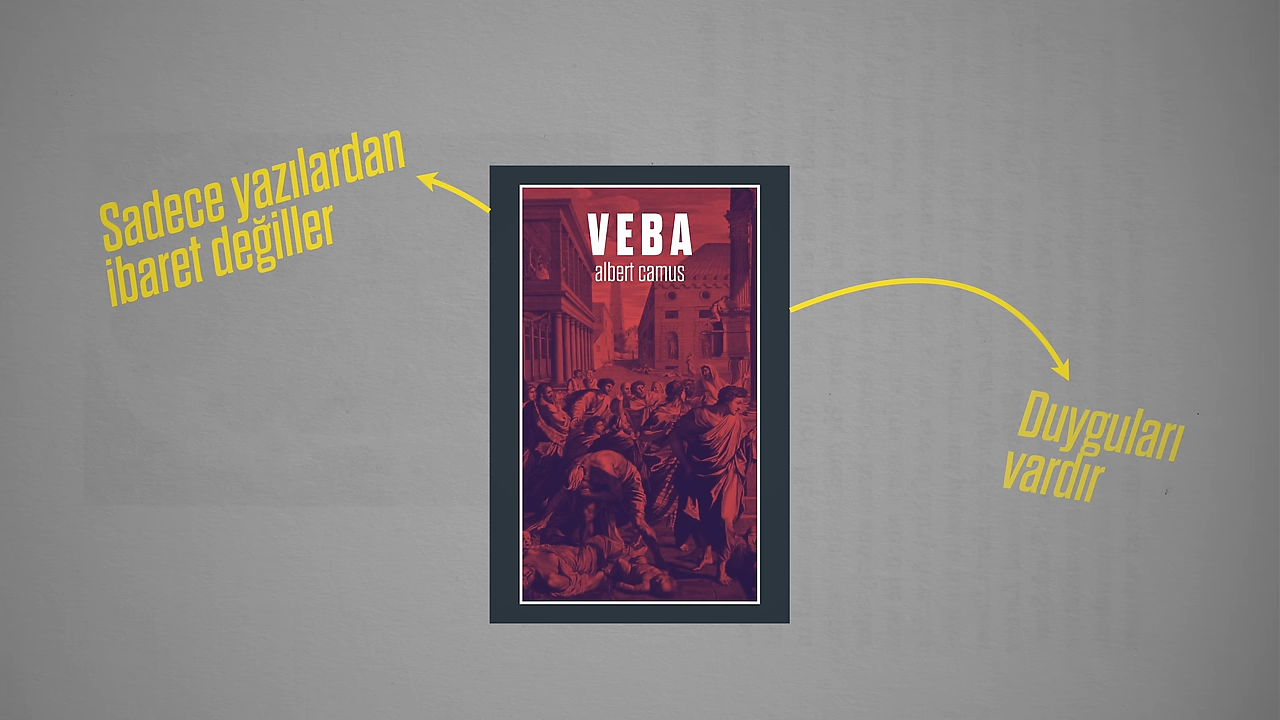 Sadece yazılardan
ibaret değiller
VEBA
albert camus
Duyguları
vardır